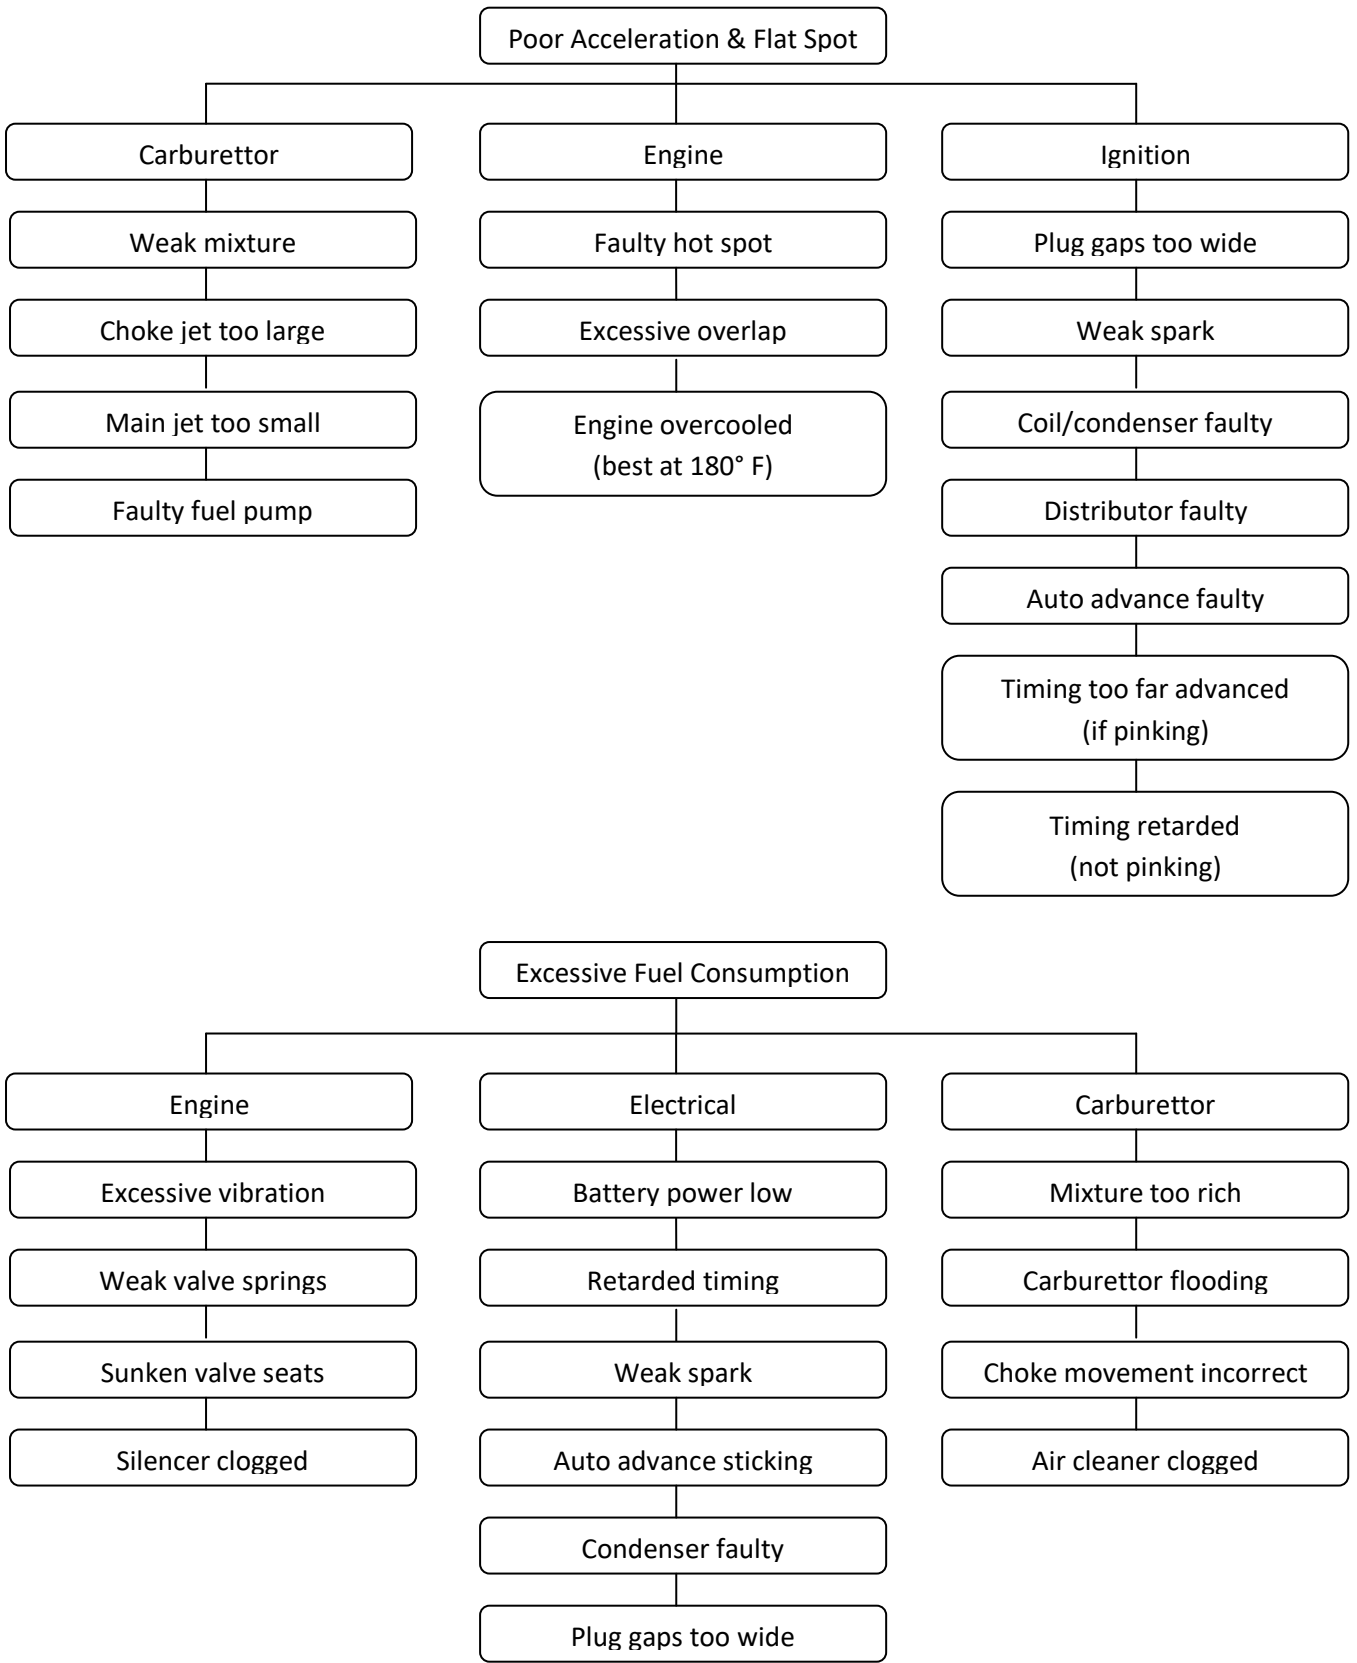 Poor Acceleration & Flat Spot
Carburettor
Weak mixture
Choke jet too large
Main jet too small
Faulty fuel pump
Engine
Faulty hot spot
Excessive overlap
Engine overcooled
(best at 180° F)
Ignition
Plug gaps too wide
Weak spark
Coil/condenser faulty
Distributor faulty
Auto advance faulty
Timing too far advanced
(if pinking)
Timing retarded
(not pinking)
Excessive Fuel Consumption
Engine
Excessive vibration
Weak valve springs
Sunken valve seats
Silencer clogged
Electrical
Battery power low
Retarded timing
Weak spark
Auto advance sticking
Condenser faulty
Plug gaps too wide
Carburettor
Mixture too rich
Carburettor flooding
Choke movement incorrect
Air cleaner clogged